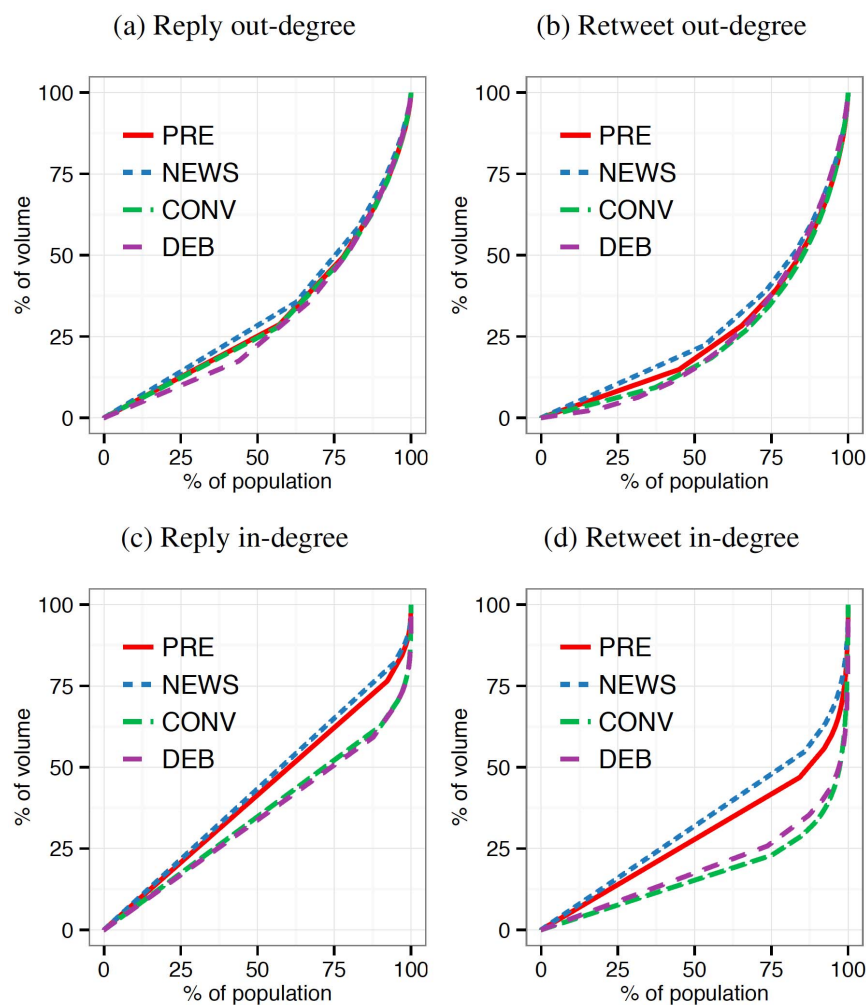 (a) Reply out-degree
% of volume
100
75
50
25
0
PRE
NEWS
CONV
DEB
0 25 50 75 100
% of population
(b) Retweet out-degree
% of volume
100
75
50
25
0
PRE
NEWS
CONV
DEB
0 25 50 75 100
% of population
(c) Reply in-degree
% of volume
100
75
50
25
0
PRE
NEWS
CONV
DEB
0 25 50 75 100
% of population
(d) Retweet in-degree
% of volume
100
75
50
25
0
PRE
NEWS
CONV
DEB
0 25 50 75 100
% of population